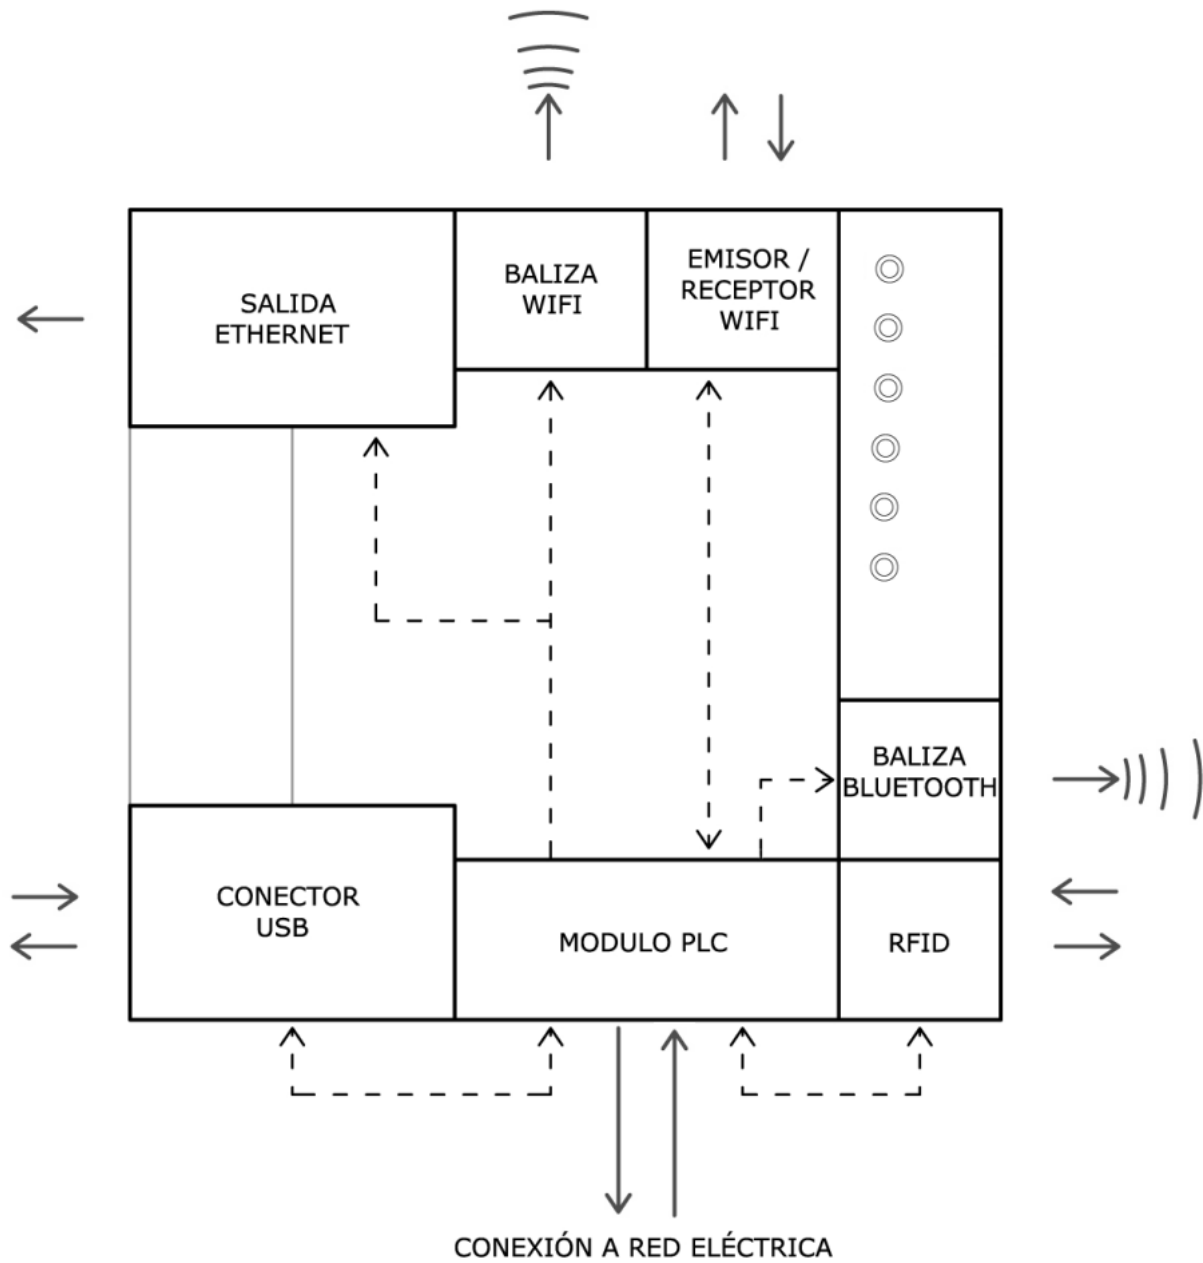 BALIZA
WIFI
EMISOR /
RECEPTOR
WIFI
SALIDA
ETHERNET
BALIZA
BLUETOOTH
CONECTOR
USB
MODULO PLC
RFID
CONEXIÓN A RED ELÉCTRICA